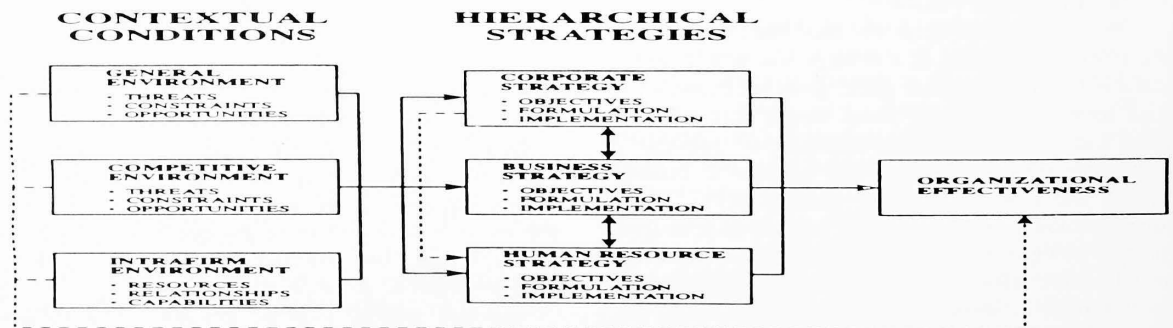 CONTEXTUAL
CONDITIONS
GENERAL
ENVIRONMENT
- THREATS
- CONSTRAINTS
- OPPORTUNITIES
COMPETITIVE
ENVIRONMENT
- THREATS
- CONSTRAINTS
- OPPORTUNITIES
INTRAFIRM
ENVIRONMENT
- RESOURCES
- RELATIONSHIPS
- CAPABILITIES
HIERARCHICAL
STRATEGIES
CORPORATE
STRATEGY
- OBJECTIVES
- FORMULATION
- IMPLEMENTATION
BUSINESS
STRATEGY
- OBJECTIVES
- FORMULATION
- IMPLEMENTATION
HUMAN RESOURCE
STRATEGY
- OBJECTIVES
- FORMULATION
- IMPLEMENTATION
ORGANIZATIONAL
EFFECTIVENESS